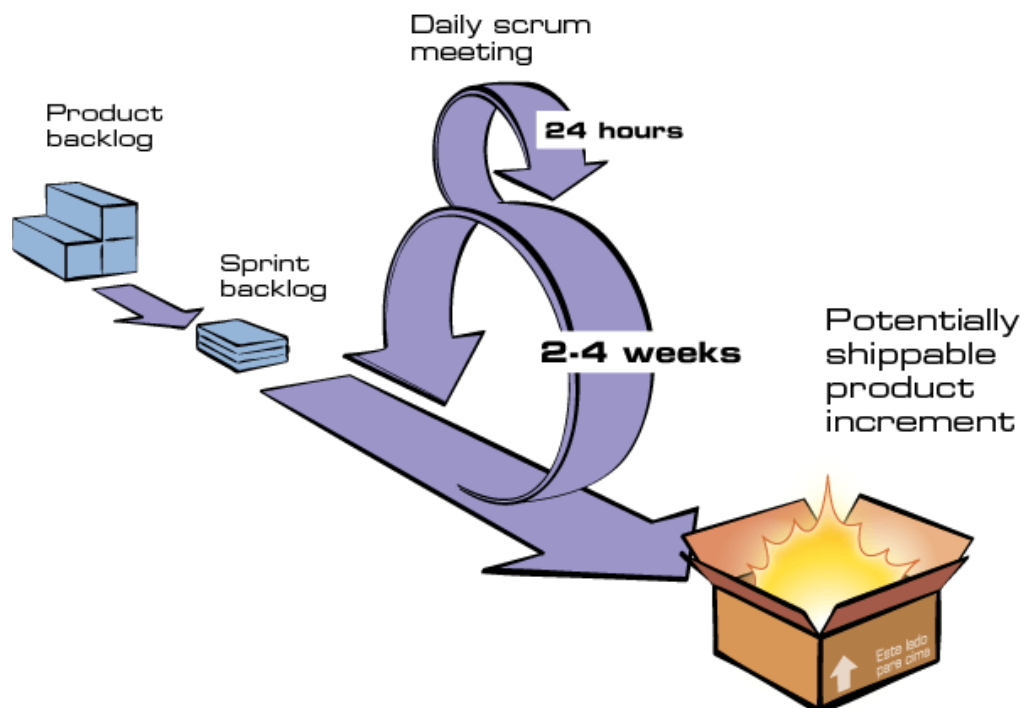 Daily scrum
meeting
24 hours
Product
backlog
Sprint
backlog
2-4 weeks
Potentially
shippable
product
increment
Este lado
para cima